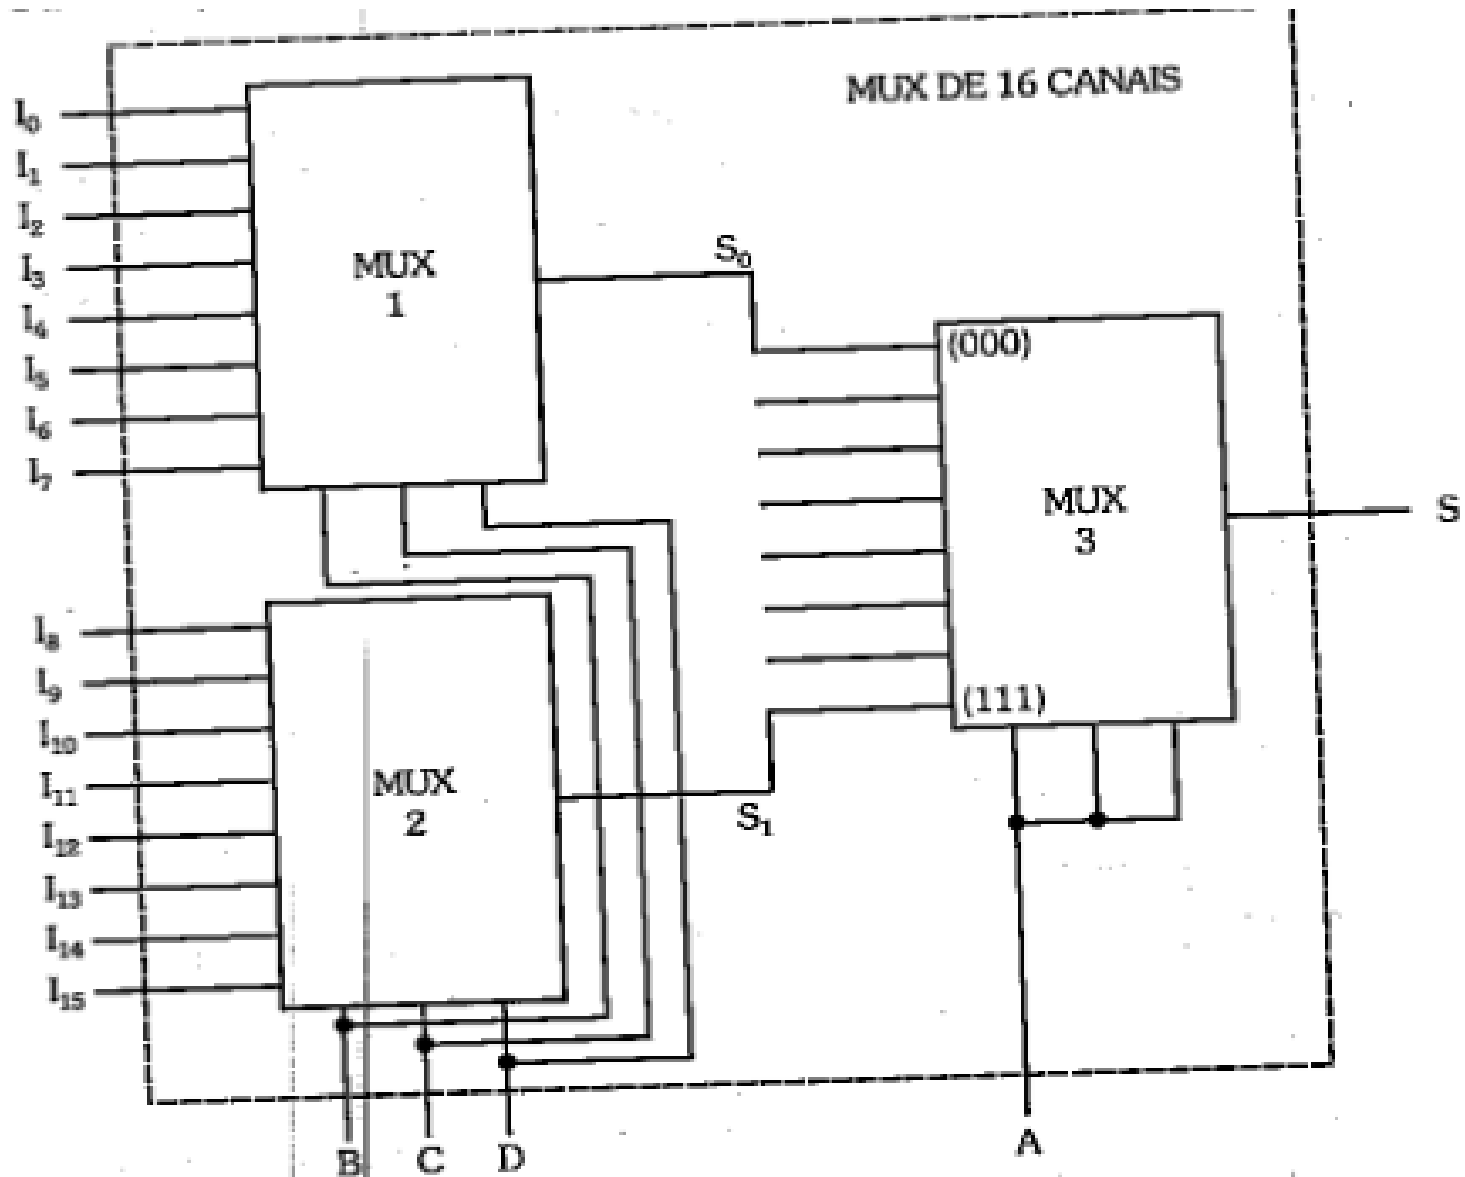 MUX DE 16 CANAIS
I0
I1
I2
I3
I4
I5
I6
I7
MUX
1
S0
(000)
MUX
3
(111)
S
I8
I9
I10
I11
I12
I13
I14
I15
MUX
2
S1
B
C
D
A